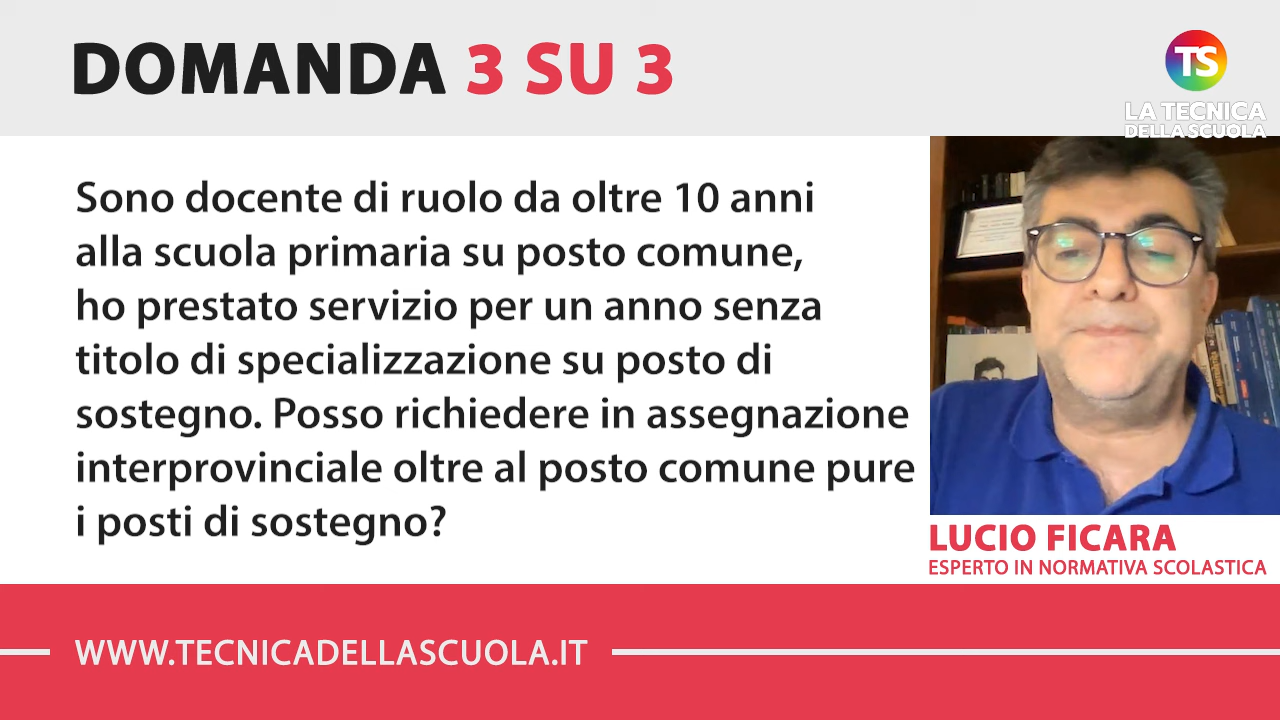 DOMANDA 3 SU 3
TS
LA TECNICA
DELLASCUOLA
Sono docente di ruolo da oltre 10 anni
alla scuola primaria su posto comune,
ho prestato servizio per un anno senza
titolo di specializzazione su posto di
sostegno. Posso richiedere in assegnazione
interprovinciale oltre al posto comune pure
i posti di sostegno?
LUCIO FICARA
ESPERTO IN NORMATIVA SCOLASTICA
WWW.TECNICADELLASCUOLA.IT